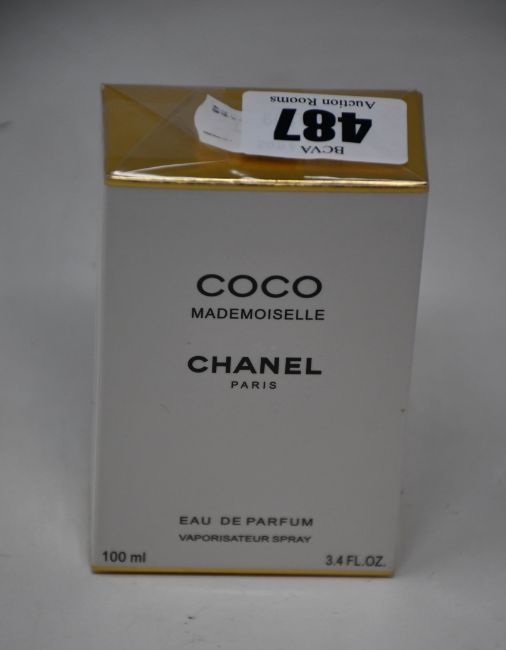 BCVA
487
Auction Rooms
COCO
MADEMOISELLE
CHANEL
PARIS
EAU DE PARFUM
VAPORISATEUR SPRAY
100 ml 3.4 FL.OZ.